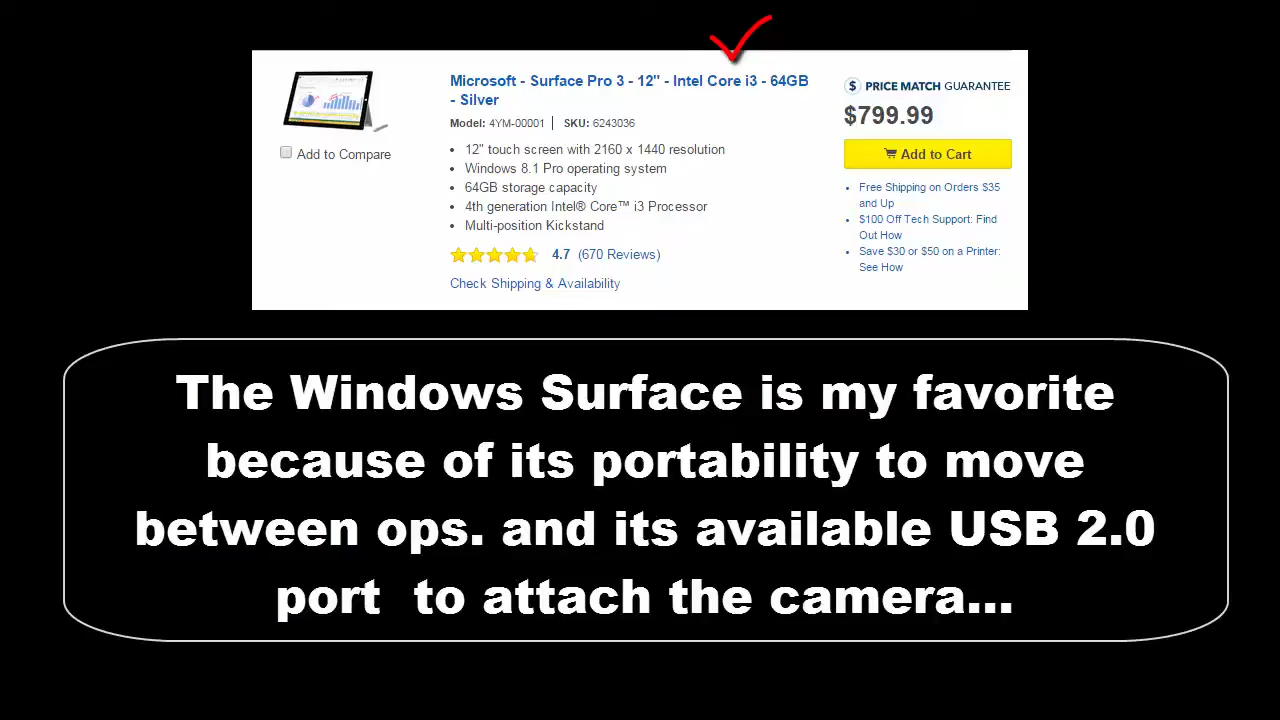 Microsoft - Surface Pro 3 - 12" - Intel Core i3 - 64GB
- Silver
Model: 4YM-00001 | SKU: 6243036
12" touch screen with 2160 x 1440 resolution
Windows 8.1 Pro operating system
64GB storage capacity
4th generation Intel® Core™ i3 Processor
Multi-position Kickstand
4.7 (670 Reviews)
Check Shipping & Availability
Add to Compare
$ PRICE MATCH GUARANTEE
$799.99
Add to Cart
Free Shipping on Orders $35
and Up
$100 Off Tech Support: Find
Out How
Save $30 or $50 on a Printer:
See How
The Windows Surface is my favorite
because of its portability to move
between ops. and its available USB 2.0
port  to attach the camera...